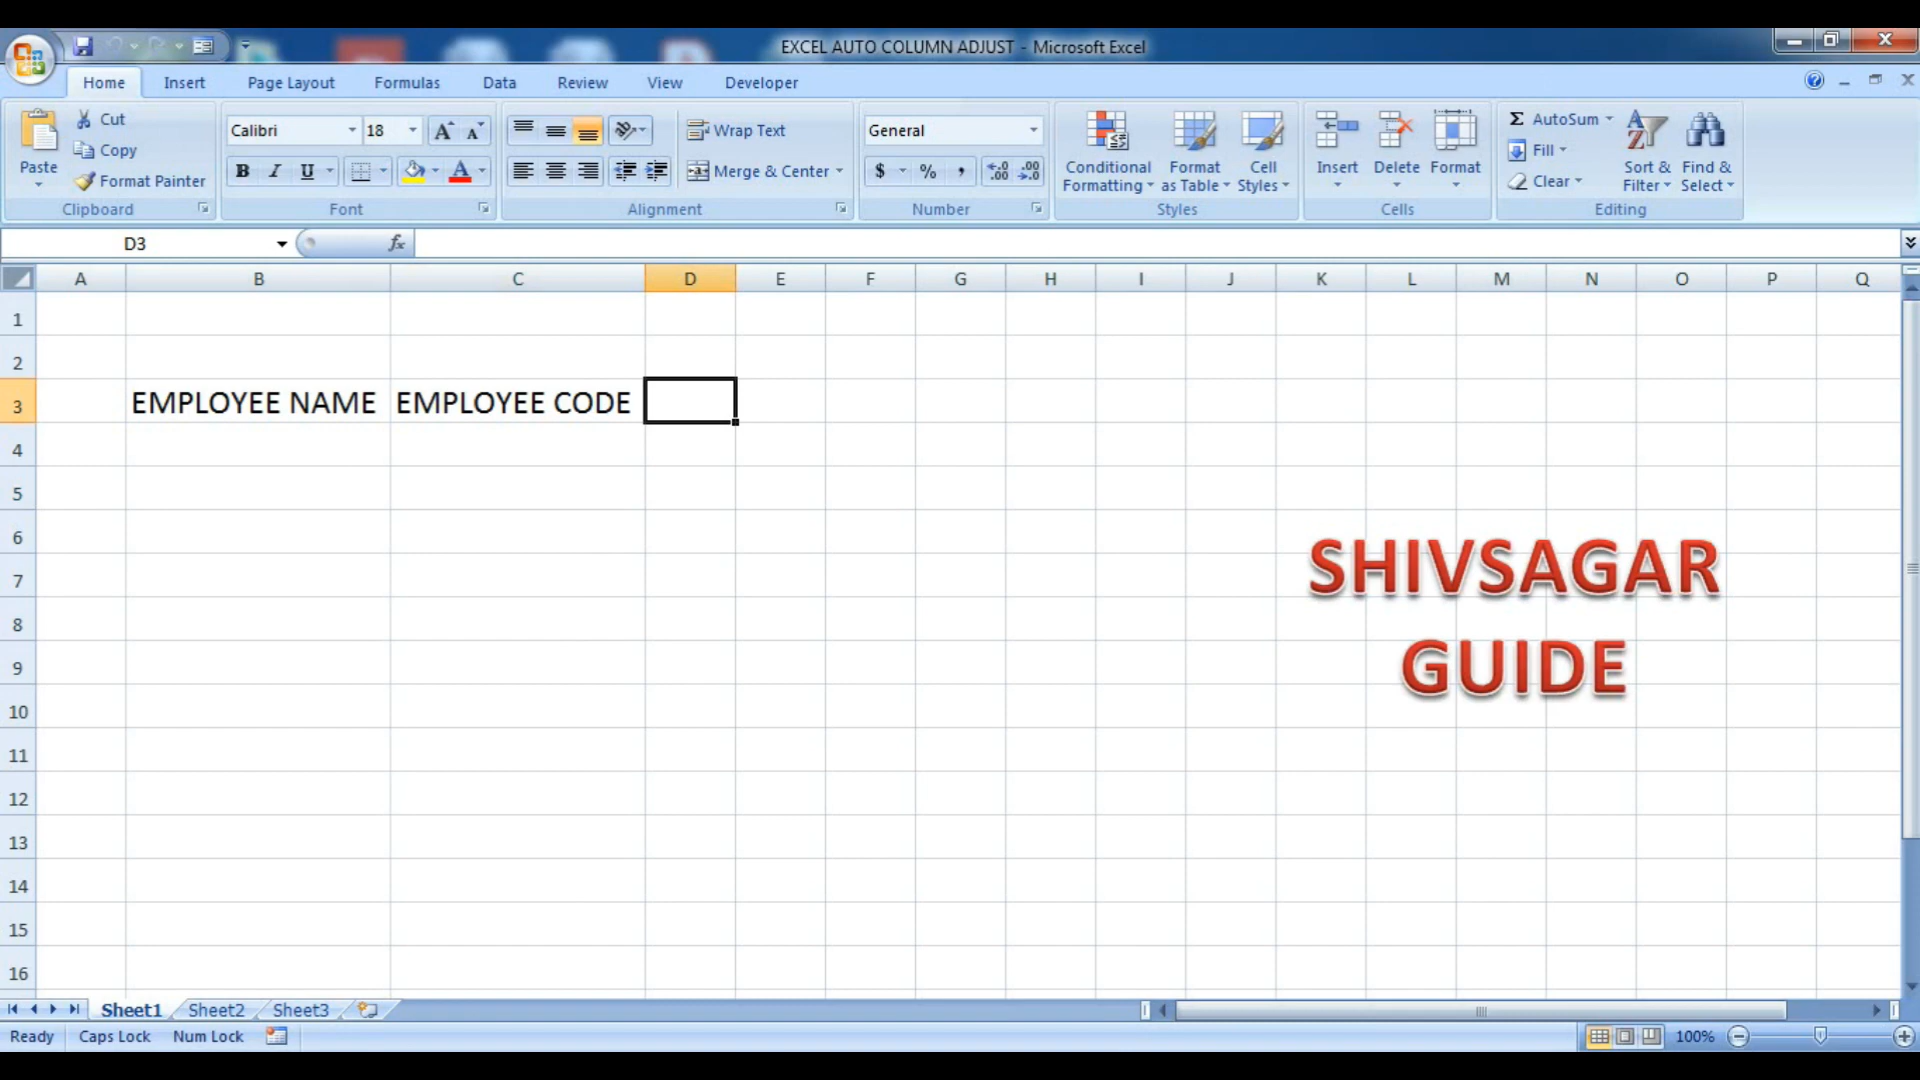 EXCEL AUTO COLUMN ADJUST - Microsoft Excel
Home Insert Page Layout Formulas Data Review View Developer
Paste
Cut
Copy
Format Painter
Clipboard
Calibri 18
B I U A
Font
Wrap Text
Merge & Center
Alignment
General
$ % ,
Number
Conditional Formatting
Format as Table
Cell Styles
Styles
Insert Delete Format
Cells
Σ AutoSum
Fill
Clear
Sort & Filter
Find & Select
Editing
D3 fx
A B C D E F G H I J K L M N O P Q
1
2
3 EMPLOYEE NAME EMPLOYEE CODE
4
5
6
7
8
9
10
11
12
13
14
15
16
SHIVSAGAR
GUIDE
Sheet1 Sheet2 Sheet3
Ready Caps Lock Num Lock 100%